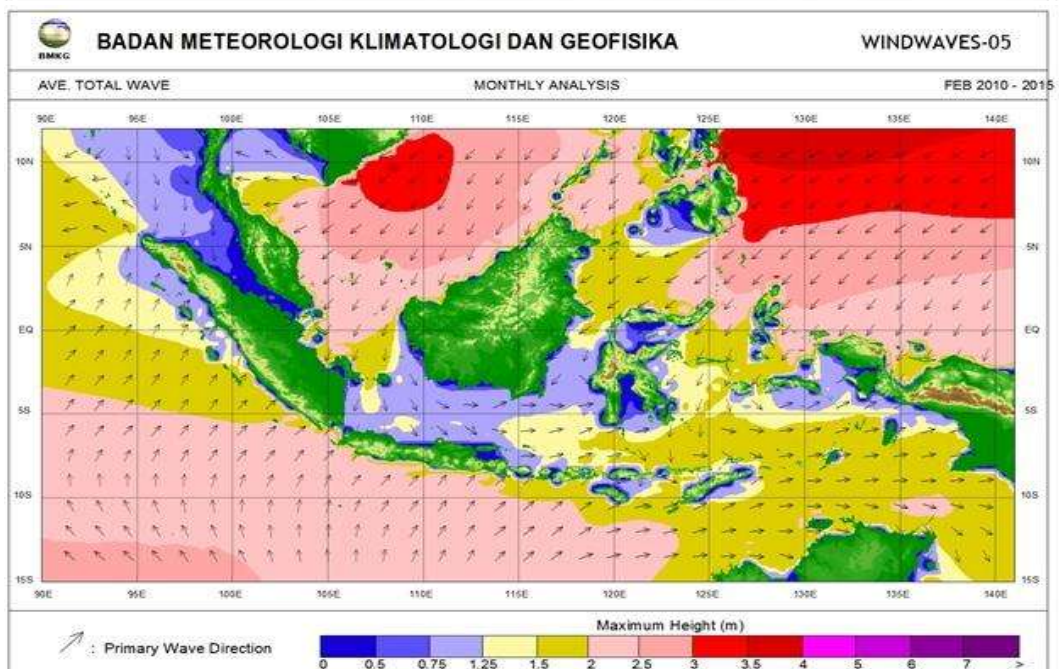 BMKG
BADAN METEOROLOGI KLIMATOLOGI DAN GEOFISIKA
WINDWAVES-05
AVE. TOTAL WAVE MONTHLY ANALYSIS FEB 2010 - 2015
90E 95E 100E 105E 110E 115E 120E 125E 130E 135E 140E
10N 10N
5N 5N
EQ EQ
5S 5S
10S 10S
15S 15S
90E 95E 100E 105E 110E 115E 120E 125E 130E 135E 140E
Maximum Height (m)
: Primary Wave Direction
0 0.5 0.75 1.25 1.5 2 2.5 3 3.5 4 5 6 >